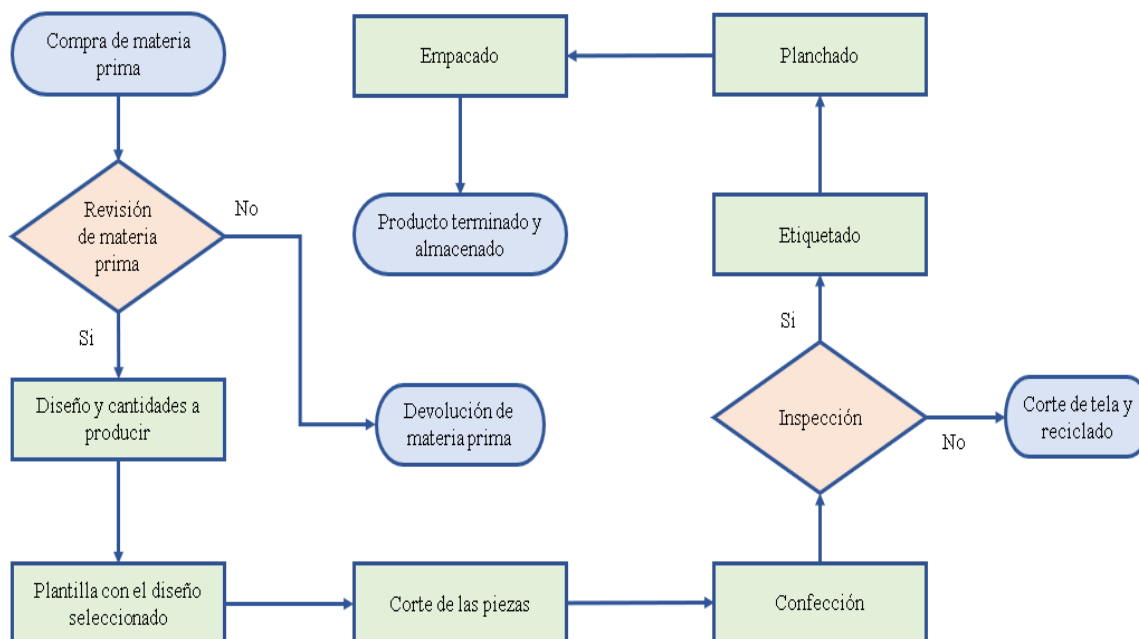 Compra de materia
prima
Empacado
Planchado
Revisión
de materia
prima
No
Producto terminado y
almacenado
Etiquetado
Si
Si
Diseño y cantidades a
producir
Devolución de
materia prima
Inspección
Corte de tela y
reciclado
No
Plantilla con el diseño
seleccionado
Corte de las piezas
Confección